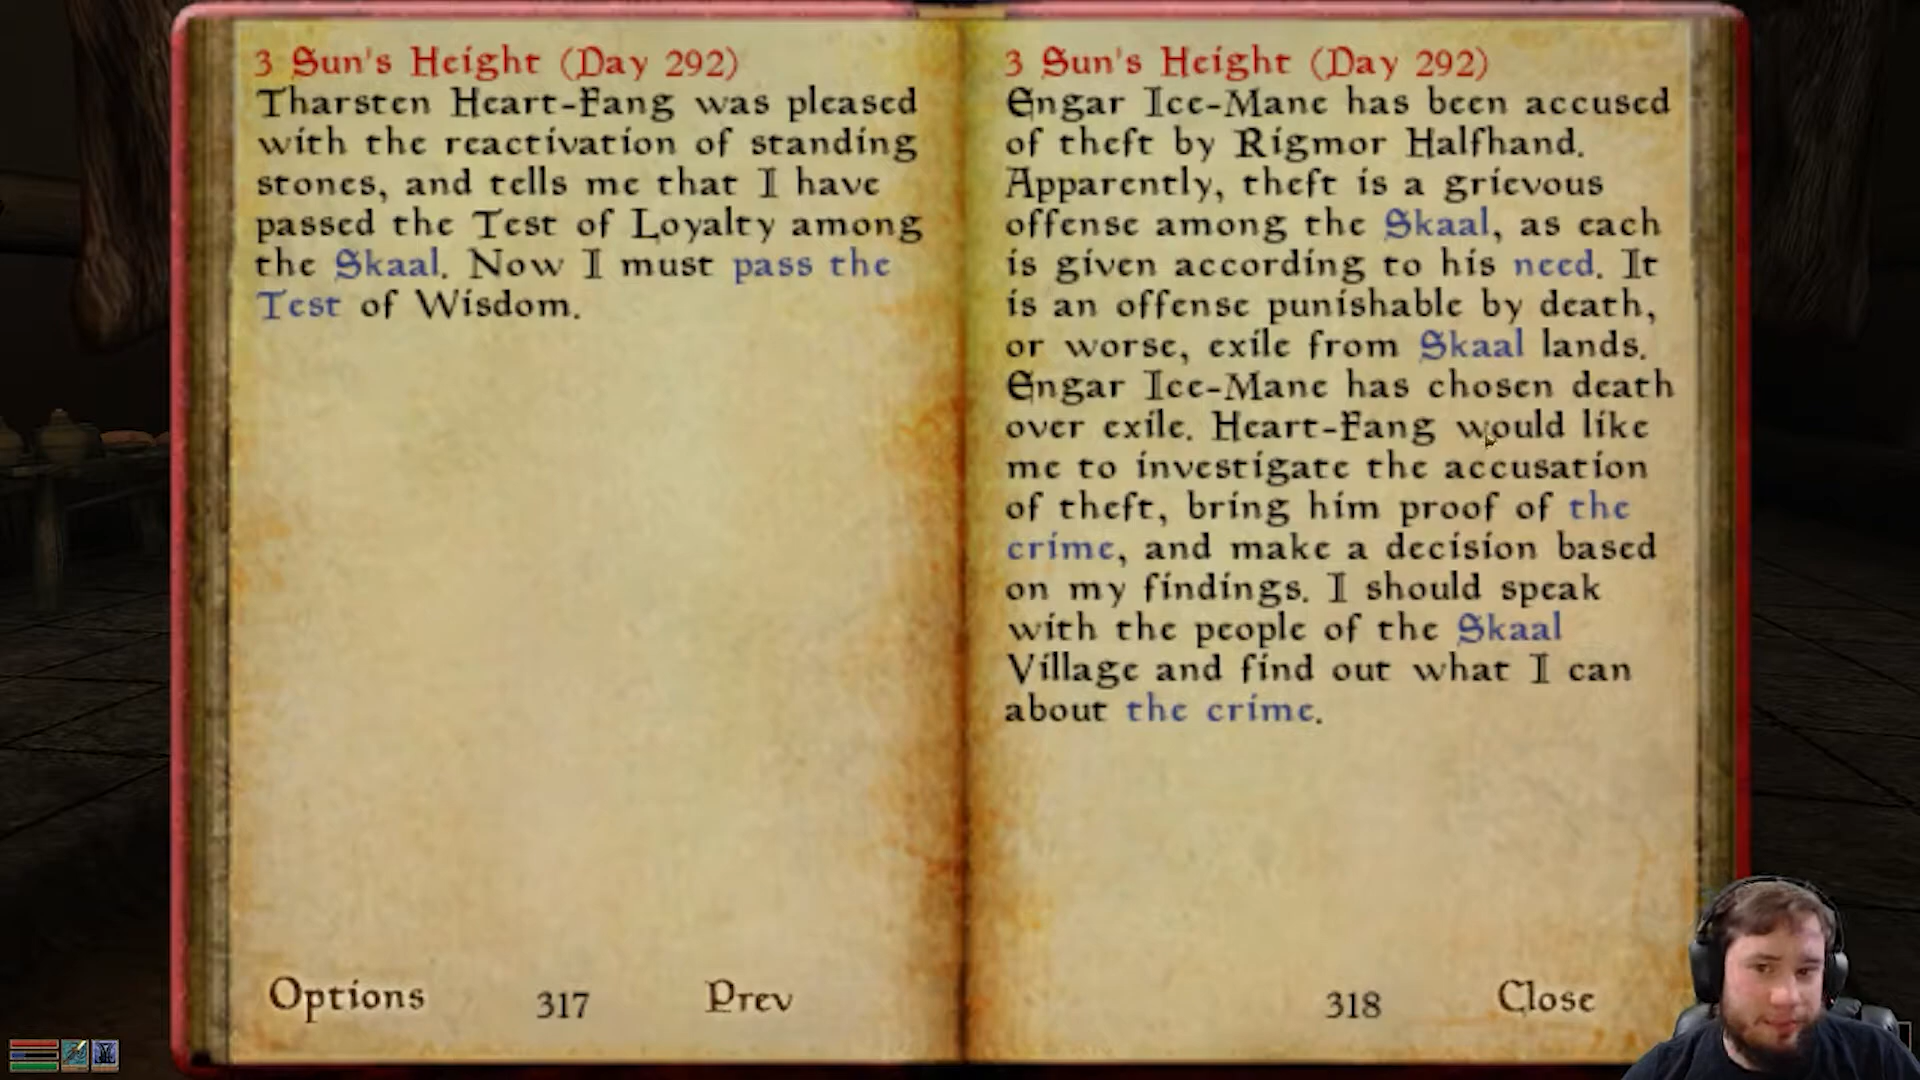 3 Sun's Height (Day 292)
Tharsten Heart-Fang was pleased
with the reactivation of standing
stones, and tells me that I have
passed the Test of Loyalty among
the Skaal. Now I must pass the
Test of Wisdom.
3 Sun's Height (Day 292)
Engar Ice-Mane has been accused
of theft by Rigmor Halfhand.
Apparently, theft is a grievous
offense among the Skaal, as each
is given according to his need. It
is an offense punishable by death,
or worse, exile from Skaal lands.
Engar Ice-Mane has chosen death
over exile. Heart-Fang would like
me to investigate the accusation
of theft, bring him proof of the
crime, and make a decision based
on my findings. I should speak
with the people of the Skaal
Village and find out what I can
about the crime.
Options 317 Prev
318 Close